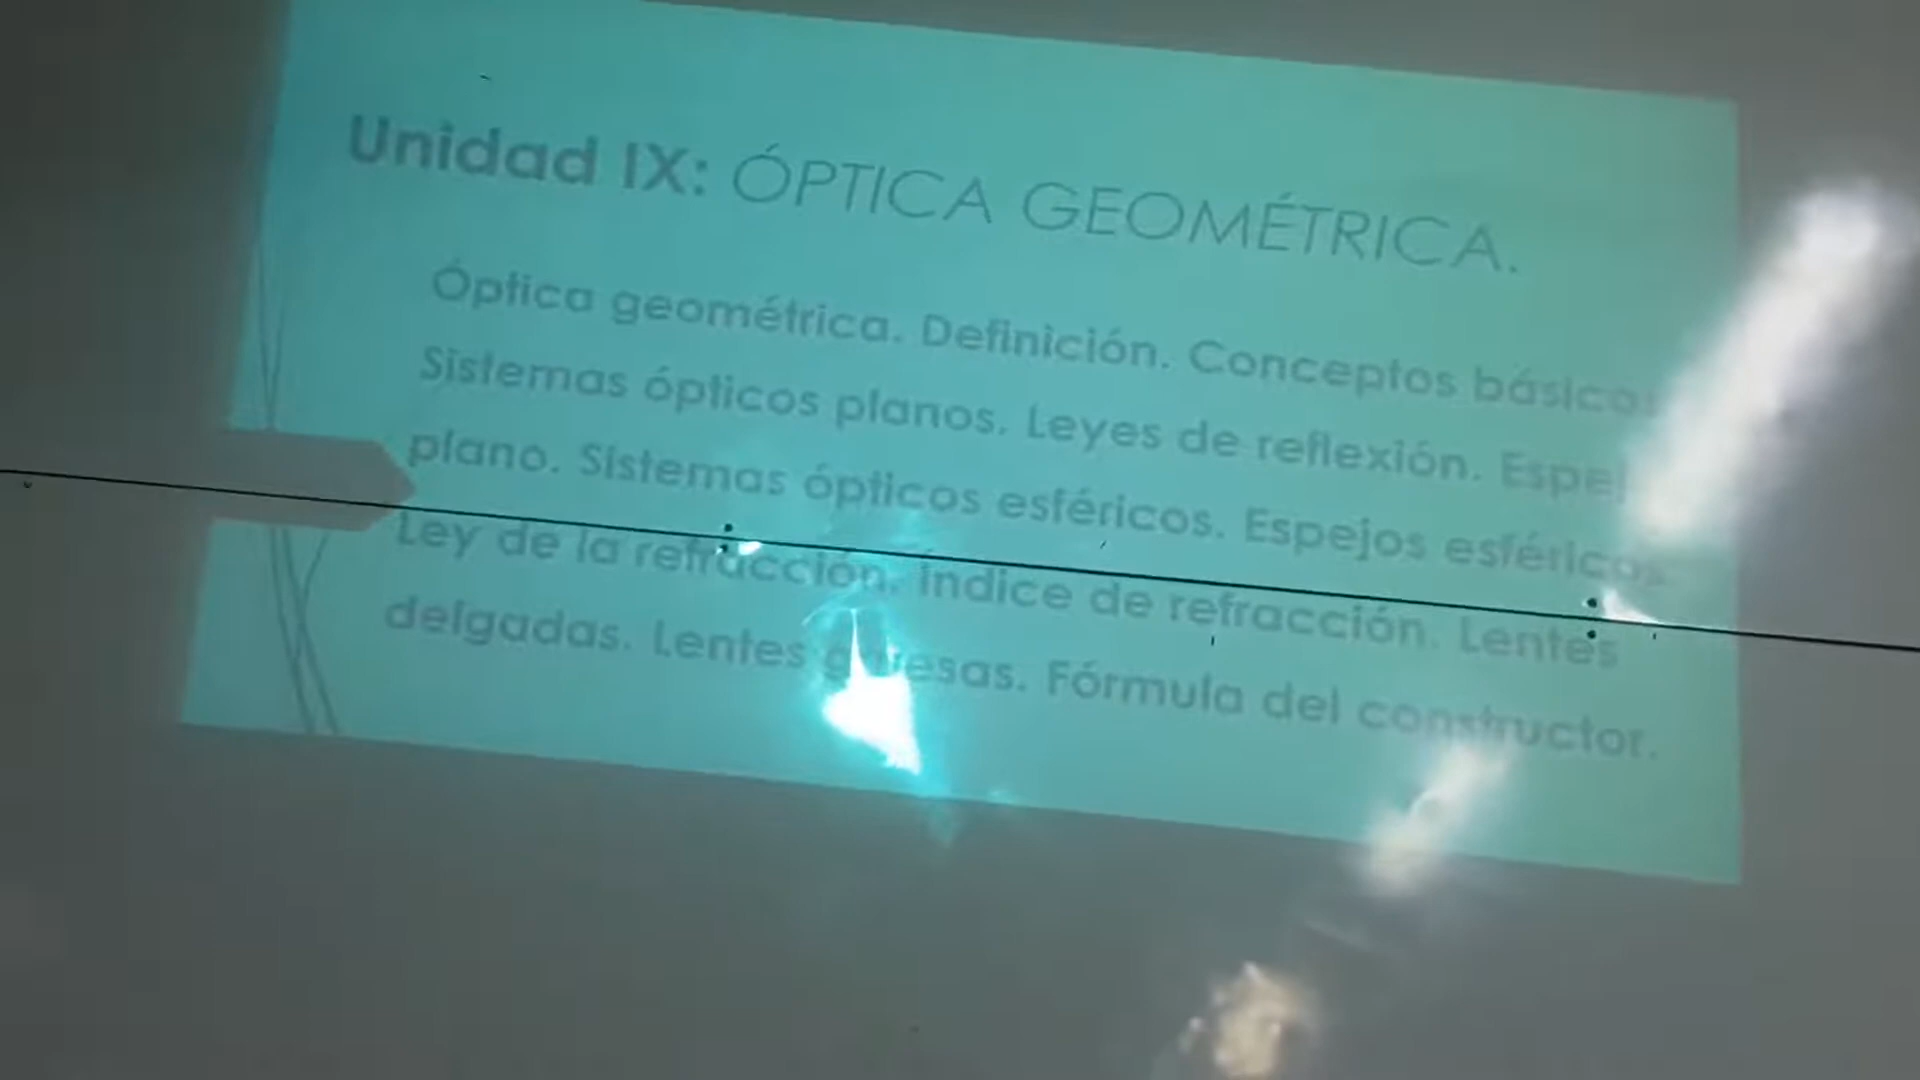 Unidad IX: ÓPTICA GEOMÉTRICA.
Óptica geométrica. Definición. Conceptos básicos
Sistemas ópticos planos. Leyes de reflexión.
plano. Sistemas ópticos esféricos. Espejos esféricos.
Ley de la refracción. Índice de refracción. Lentes
delgadas. Lentes gruesas. Fórmula del constructor.